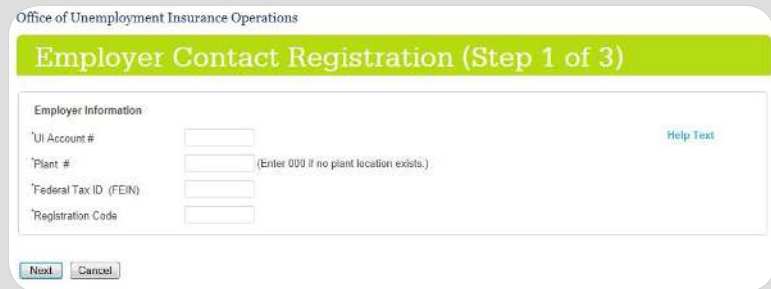 Office of Unemployment Insurance Operations
Employer Contact Registration (Step 1 of 3)
Employer Information
*UI Account #
Help Text
*Plant # (Enter 000 if no plant location exists.)
*Federal Tax ID (FEIN)
*Registration Code
Next Cancel